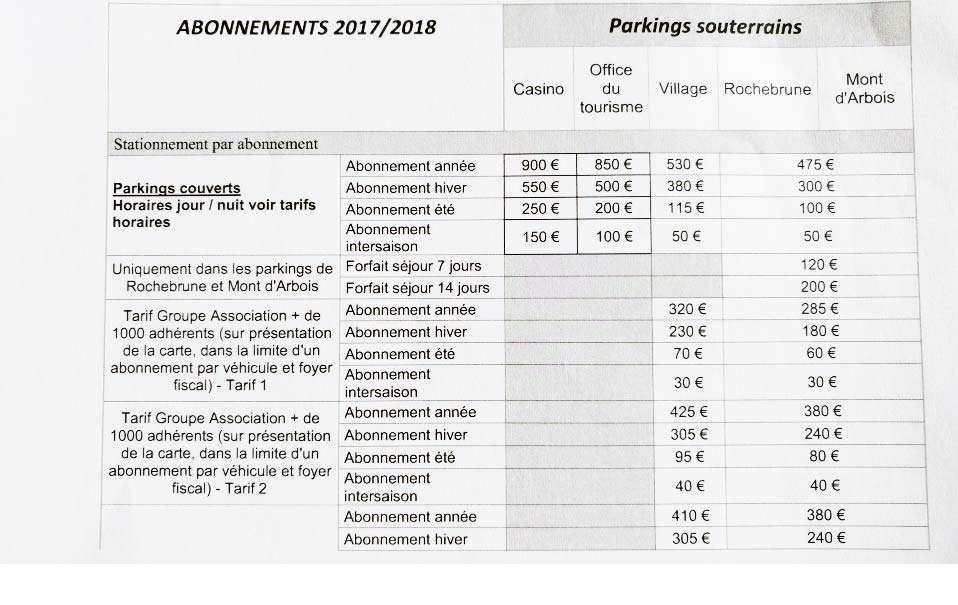 ABONNEMENTS 2017/2018 Parkings souterrains
Casino Office du tourisme Village Rochebrune Mont d'Arbois
Stationnement par abonnement
Parkings couverts
Horaires jour / nuit voir tarifs
horaires
Abonnement année 900 € 850 € 530 € 475 €
Abonnement hiver 550 € 500 € 380 € 300 €
Abonnement été 250 € 200 € 115 € 100 €
Abonnement
intersaison 150 € 100 € 50 € 50 €
Uniquement dans les parkings de
Rochebrune et Mont d'Arbois
Forfait séjour 7 jours 120 €
Forfait séjour 14 jours 200 €
Tarif Groupe Association + de
1000 adhérents (sur présentation
de la carte, dans la limite d'un
abonnement par véhicule et foyer
fiscal) - Tarif 1
Abonnement année 320 € 285 €
Abonnement hiver 230 € 180 €
Abonnement été 70 € 60 €
Abonnement
intersaison 30 € 30 €
Tarif Groupe Association + de
1000 adhérents (sur présentation
de la carte, dans la limite d'un
abonnement par véhicule et foyer
fiscal) - Tarif 2
Abonnement année 425 € 380 €
Abonnement hiver 305 € 240 €
Abonnement été 95 € 80 €
Abonnement
intersaison 40 € 40 €
Abonnement année 410 € 380 €
Abonnement hiver 305 € 240 €